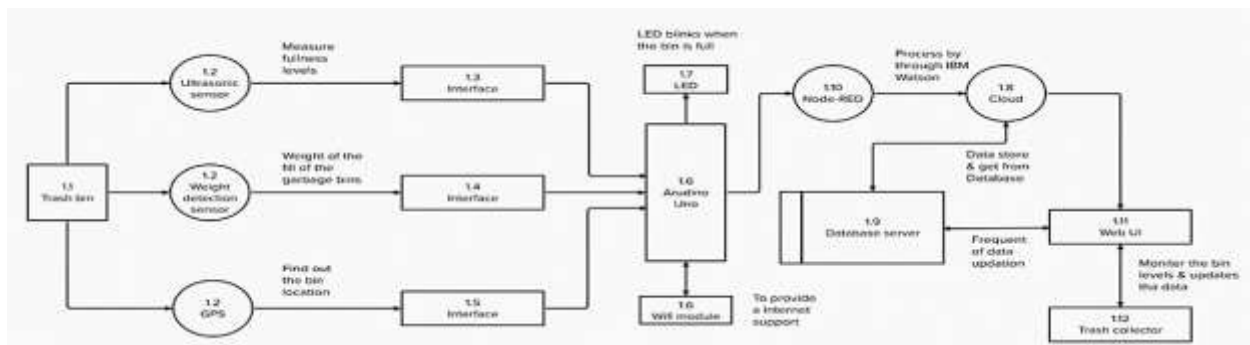 1.1
Trash bin
1.2
Ultrasonic
sensor
Measure
fullness
levels
1.3
Interface
1.2
Weight
detection
sensor
Weight of the
fill of the
garbage bins
1.4
Interface
1.2
GPS
Find out
the bin
location
1.5
Interface
LED blinks when
the bin is full
1.7
LED
1.6
Arudino
Uno
1.6
Wifi module
To provide
a Internet
support
1.10
Node-RED
Process by
through IBM
Watson
1.8
Cloud
Data store
& get from
Database
1.9
Database server
Frequent
of data
updation
1.11
Web UI
Moniter the bin
levels & updates
the data
1.12
Trash collector